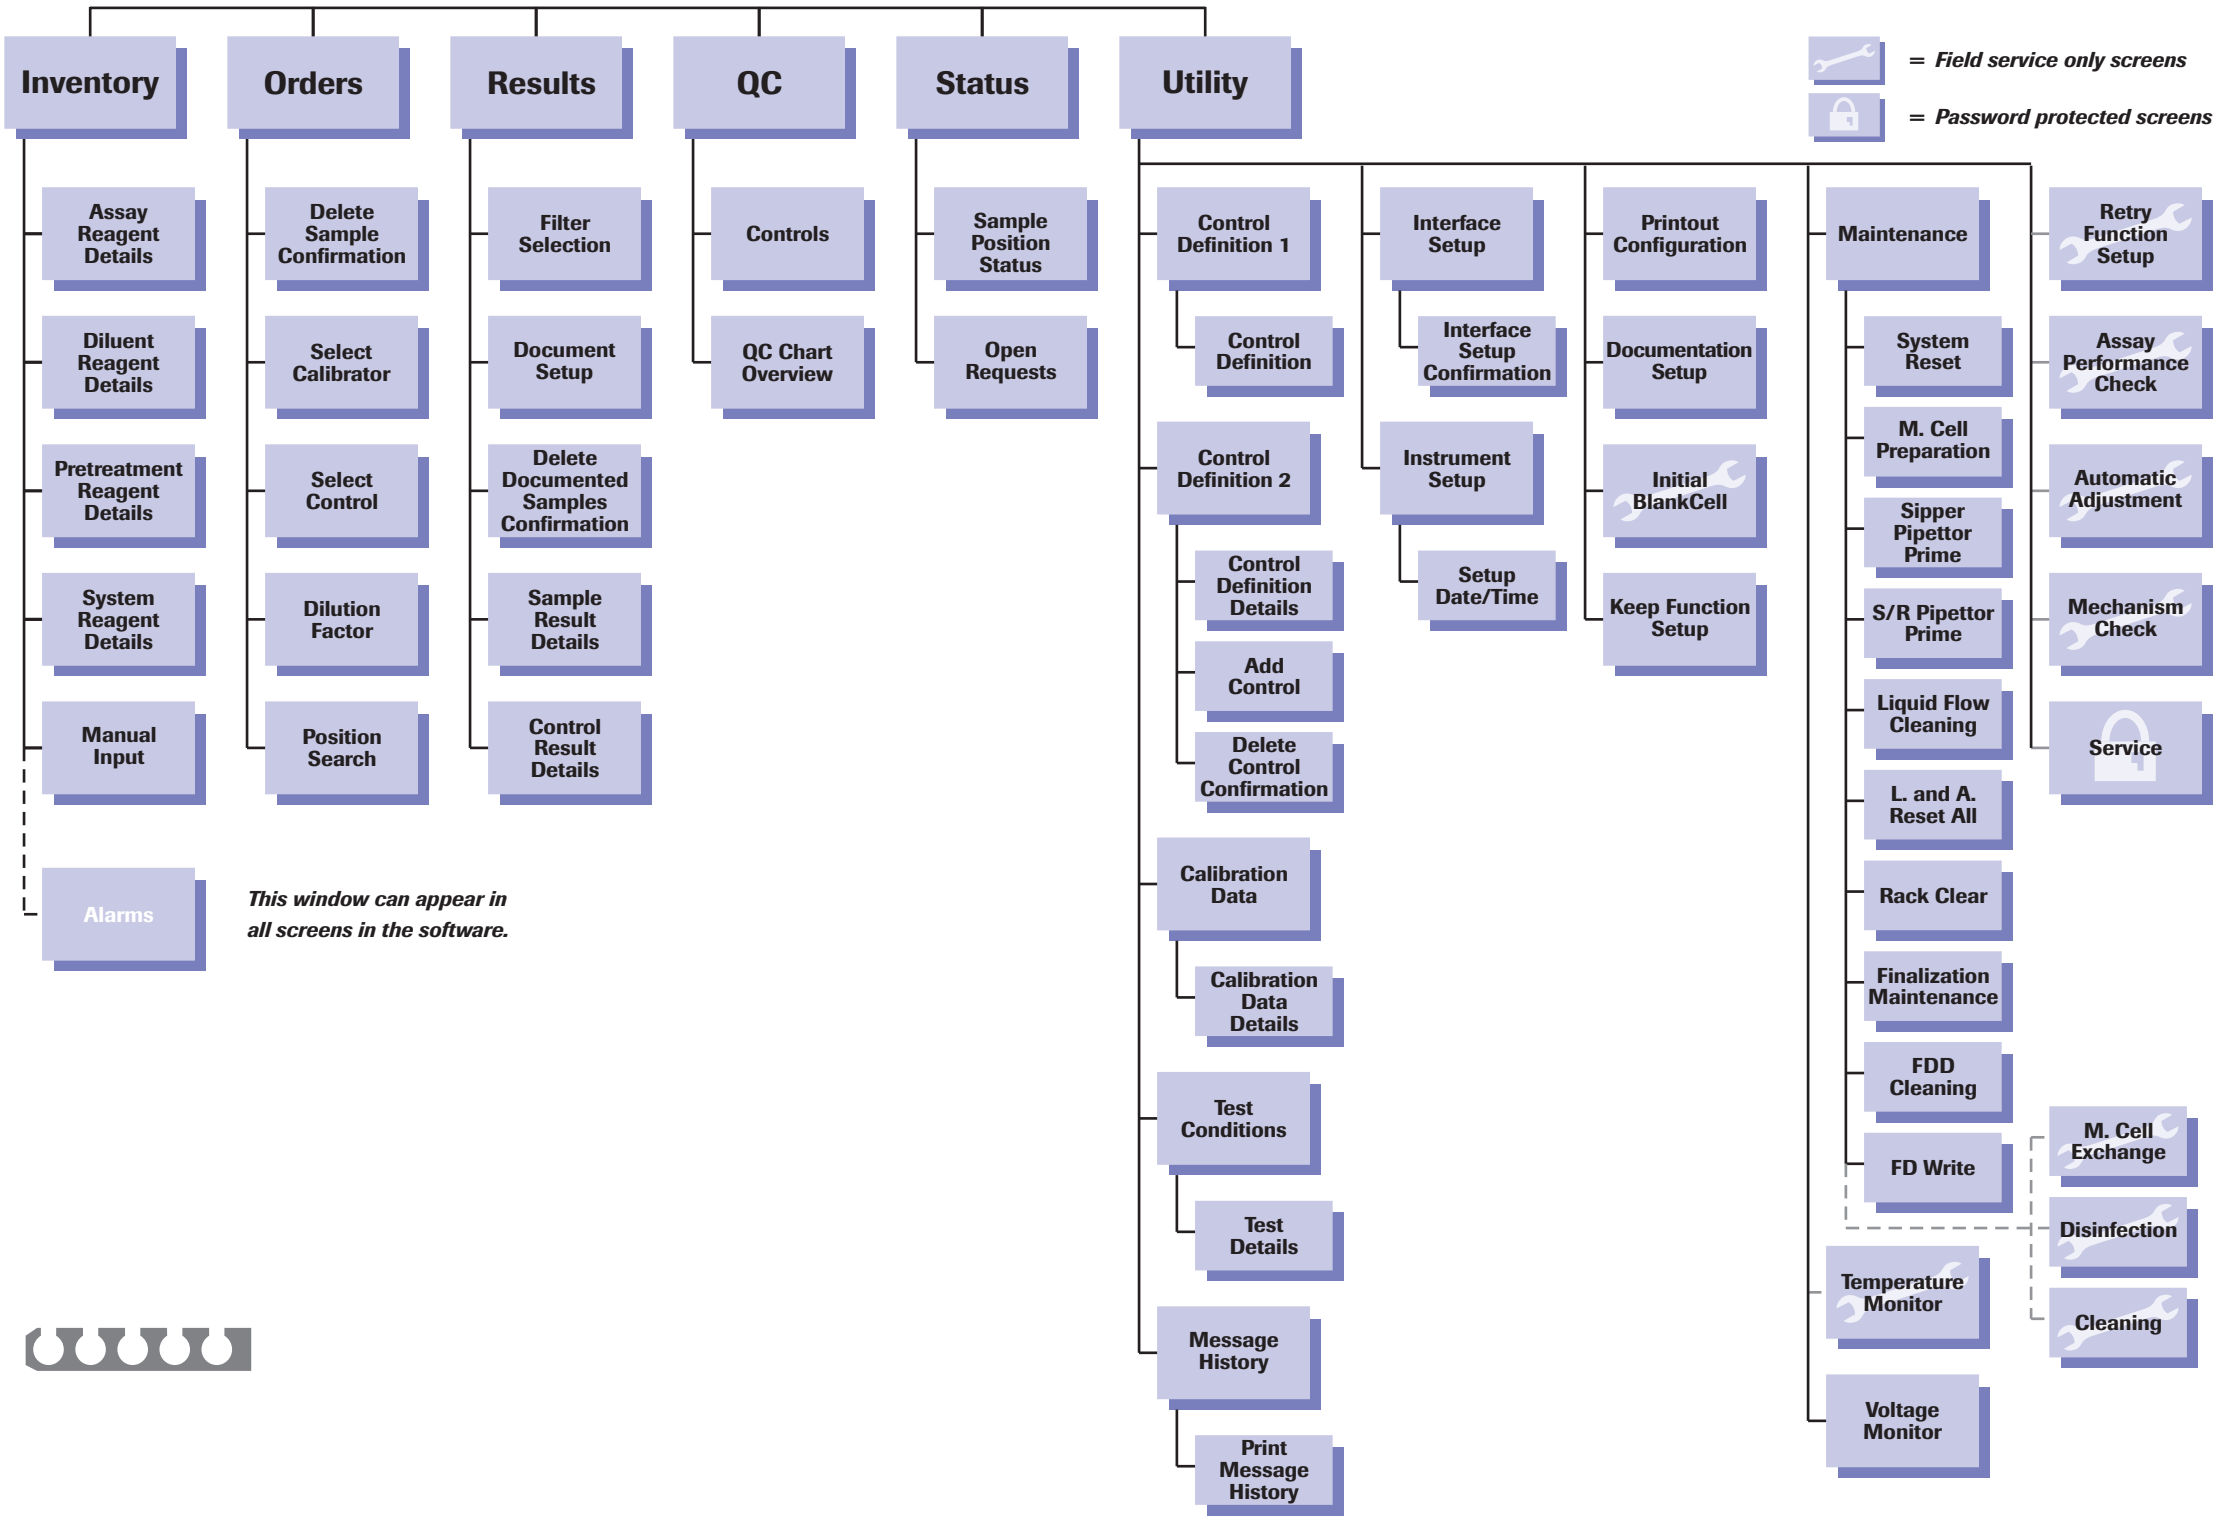 Inventory
Orders
Results
QC
Status
Utility
= Field service only screens
= Password protected screens
Assay
Reagent
Details
Diluent
Reagent
Details
Pretreatment
Reagent
Details
System
Reagent
Details
Manual
Input
Alarms
This window can appear in
all screens in the software.
Delete
Sample
Confirmation
Select
Calibrator
Select
Control
Dilution
Factor
Position
Search
Filter
Selection
Document
Setup
Delete
Documented
Samples
Confirmation
Sample
Result
Details
Control
Result
Details
Controls
QC Chart
Overview
Sample
Position
Status
Open
Requests
Control
Definition 1
Control
Definition
Control
Definition 2
Control
Definition
Details
Add
Control
Delete
Control
Confirmation
Calibration
Data
Calibration
Data
Details
Test
Conditions
Test
Details
Message
History
Print
Message
History
Interface
Setup
Interface
Setup
Confirmation
Instrument
Setup
Setup
Date/Time
Printout
Configuration
Documentation
Setup
Initial
BlankCell
Keep Function
Setup
Maintenance
System
Reset
M. Cell
Preparation
Sipper
Pipettor
Prime
S/R Pipettor
Prime
Liquid Flow
Cleaning
L. and A.
Reset All
Rack Clear
Finalization
Maintenance
FDD
Cleaning
FD Write
Temperature
Monitor
Voltage
Monitor
Retry
Function
Setup
Assay
Performance
Check
Automatic
Adjustment
Mechanism
Check
Service
M. Cell
Exchange
Disinfection
Cleaning